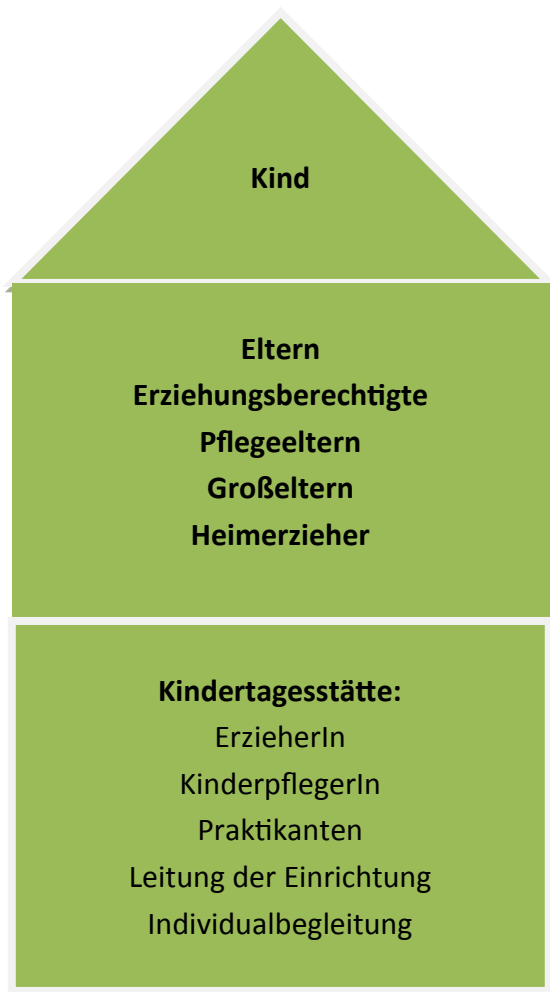 Kind
Eltern
Erziehungsberechtigte
Pflegeeltern
Großeltern
Heimerzieher
Kindertagesstätte:
ErzieherIn
KinderpflegerIn
Praktikanten
Leitung der Einrichtung
Individualbegleitung